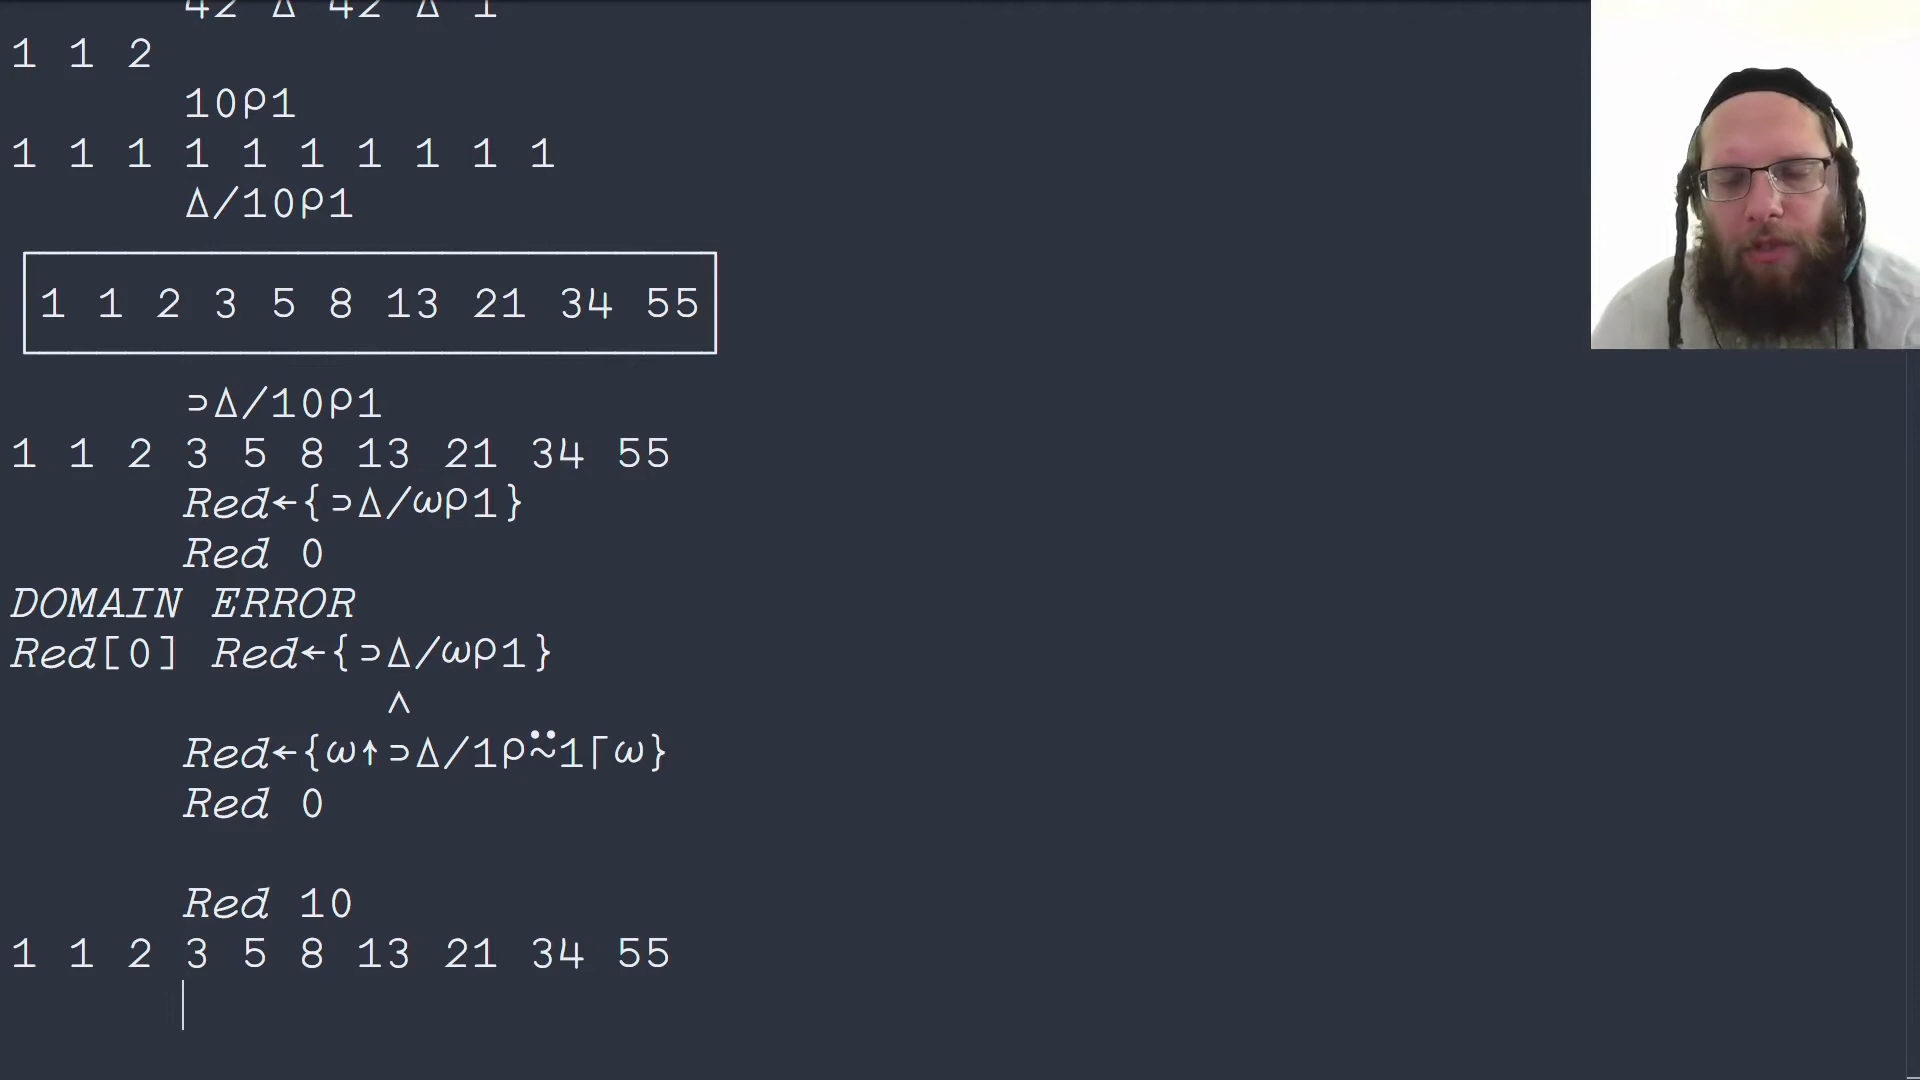 42 ∆ 42 ∆ 1
1 1 2
10⍴1
1 1 1 1 1 1 1 1 1 1
∆/10⍴1
1 1 2 3 5 8 13 21 34 55
⊃∆/10⍴1
1 1 2 3 5 8 13 21 34 55
Red←{⊃∆/⍵⍴1}
Red 0
DOMAIN ERROR
Red[0] Red←{⊃∆/⍵⍴1}
∧
Red←{⍵↑⊃∆/1⍴⍨1⌈⍵}
Red 0
Red 10
1 1 2 3 5 8 13 21 34 55